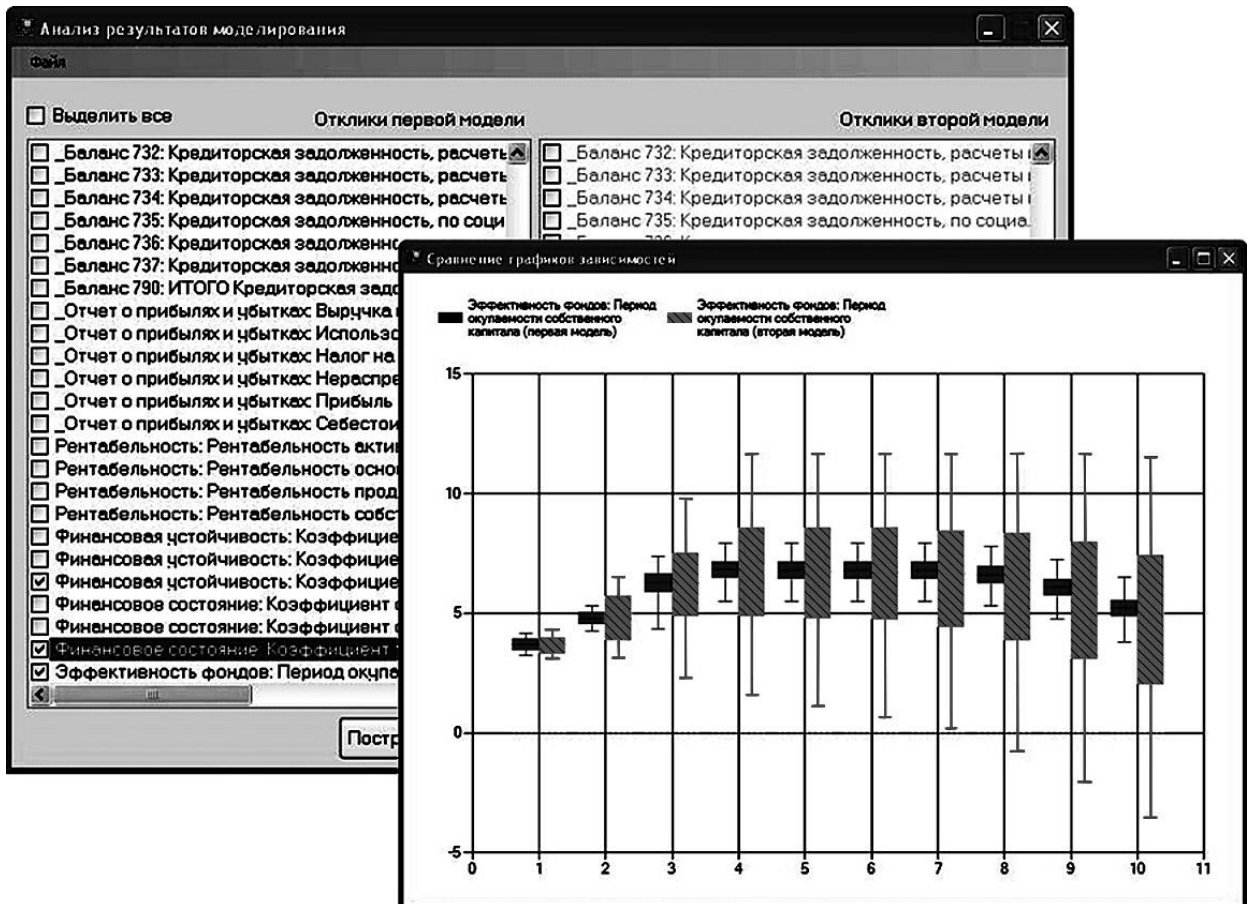 Анализ результатов моделирования
Файл
Выделить все
Отклики первой модели
Отклики второй модели
_Баланс 732: Кредиторская задолженность, расчеты
_Баланс 733: Кредиторская задолженность, расчеть
_Баланс 734: Кредиторская задолженность, расчеть
_Баланс 735: Кредиторская задолженность, по соци
_Баланс 736: Кредиторская задолженно
_Баланс 737: Кредиторская задолженно
_Баланс 790: ИТОГО Кредиторская задо
_Отчет о прибылях и убытках: Выручка
_Отчет о прибылях и убытках: Использо
_Отчет о прибылях и убытках: Налог на
_Отчет о прибылях и убытках: Нераспре
_Отчет о прибылях и убытках: Прибыль
_Отчет о прибылях и убытках: Себестои
Рентабельность: Рентабельность актив
Рентабельность: Рентабельность основ
Рентабельность: Рентабельность прод
Рентабельность: Рентабельность собст
Финансовая устойчивость: Коэффицие
Финансовая устойчивость: Коэффицие
Финансовая устойчивость: Коэффицие
Финансовое состояние: Коэффициент
Финансовое состояние: Коэффициент
Финансовое состояние: Коэффициент
Эффективность фондов: Период окупа
Постр
_Баланс 732: Кредиторская задолженность, расчеты
_Баланс 733: Кредиторская задолженность, расчеты
_Баланс 734: Кредиторская задолженность, расчеты
_Баланс 735: Кредиторская задолженность, по социа..
Сравнение графиков зависимостей
Эффективность фондов: Период
окупаемости собственного
капитала (первая модель)
Эффективность фондов: Период
окупаемости собственного
капитала (вторая модель)
15
10
5
0
-5
0 1 2 3 4 5 6 7 8 9 10 11